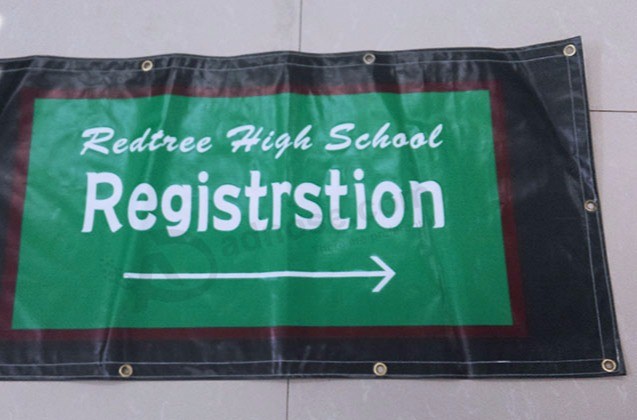 Redtree High School
Registrstion